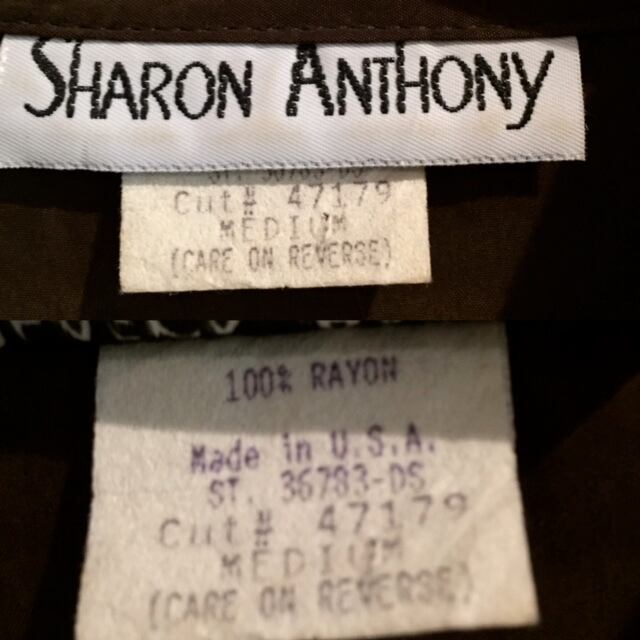 SHARON ANTHONY
Cut# 47179
MEDIUM
(CARE ON REVERSE)
100% RAYON
Made in U.S.A.
ST. 36783-DS
Cut# 47179
MEDIUM
(CARE ON REVERSE)